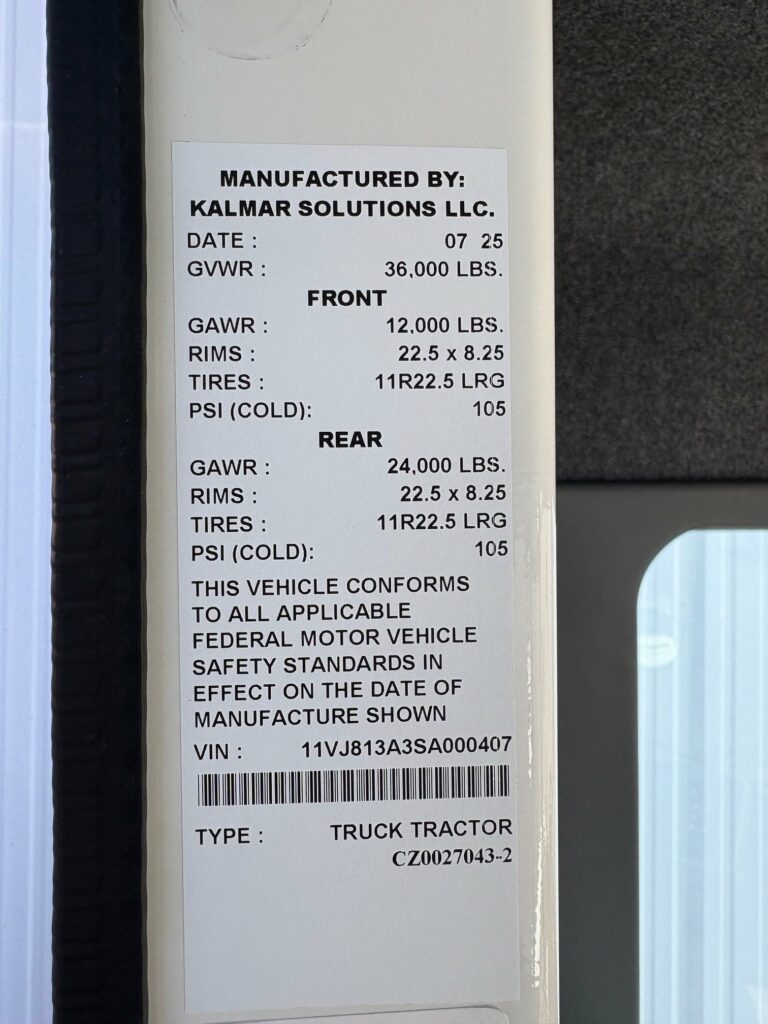 MANUFACTURED BY:
KALMAR SOLUTIONS LLC.
DATE : 07 25
GVWR : 36,000 LBS.
FRONT
GAWR : 12,000 LBS.
RIMS : 22.5 x 8.25
TIRES : 11R22.5 LRG
PSI (COLD): 105
REAR
GAWR : 24,000 LBS.
RIMS : 22.5 x 8.25
TIRES : 11R22.5 LRG
PSI (COLD): 105
THIS VEHICLE CONFORMS
TO ALL APPLICABLE
FEDERAL MOTOR VEHICLE
SAFETY STANDARDS IN
EFFECT ON THE DATE OF
MANUFACTURE SHOWN
VIN : 11VJ813A3SA000407
TYPE : TRUCK TRACTOR
CZ0027043-2